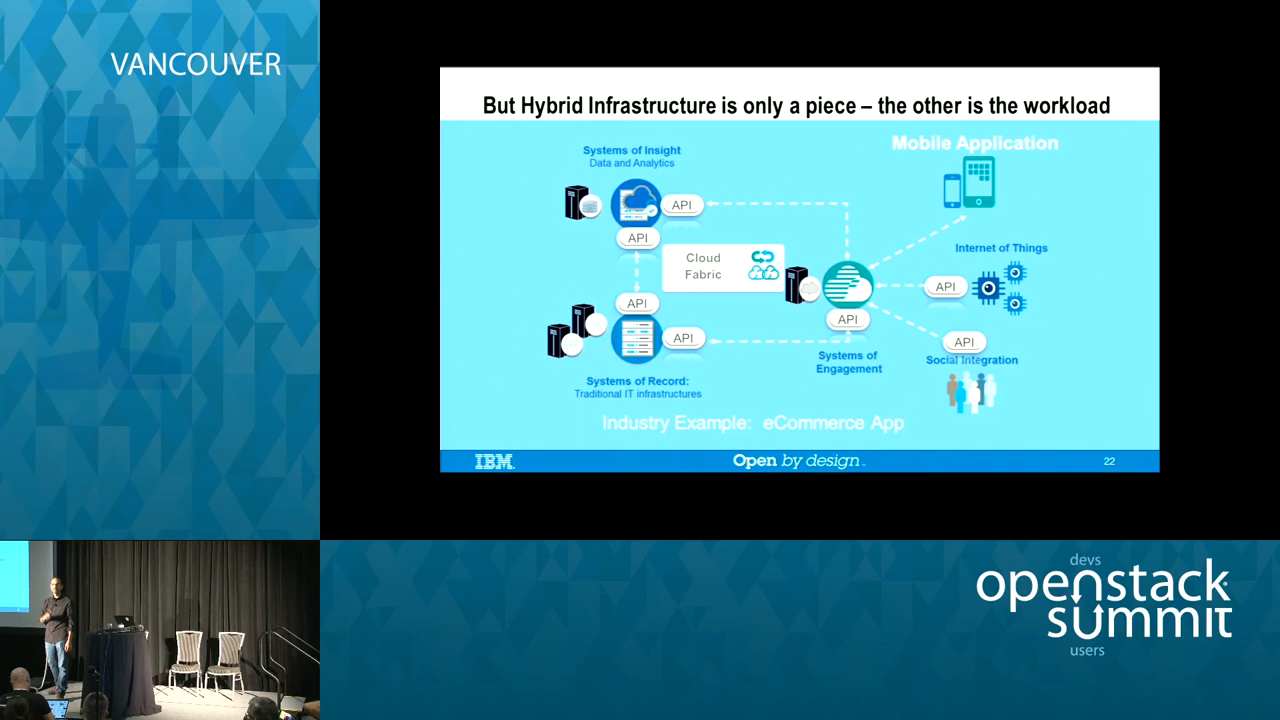 VANCOUVER
But Hybrid Infrastructure is only a piece – the other is the workload
Mobile Application
Systems of Insight
Data and Analytics
API
API
Cloud
Fabric
Internet of Things
API
API
API
API
API
Systems of
Engagement
Social Integration
Systems of Record:
Traditional IT infrastructures
Industry Example: eCommerce App
IBM.
Open by design™
22
devs
openstack
summit
users